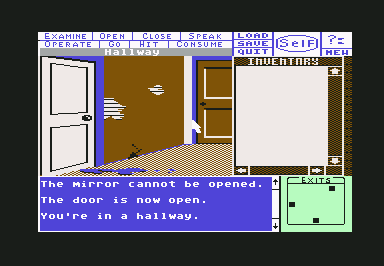 EXAMINE OPEN CLOSE SPEAK
OPERATE GO HIT CONSUME
LOAD
SAVE
QUIT
Self
?=
NEW
Hallway
INVENTORY
The mirror cannot be opened.
The door is now open.
You're in a hallway.
EXITS